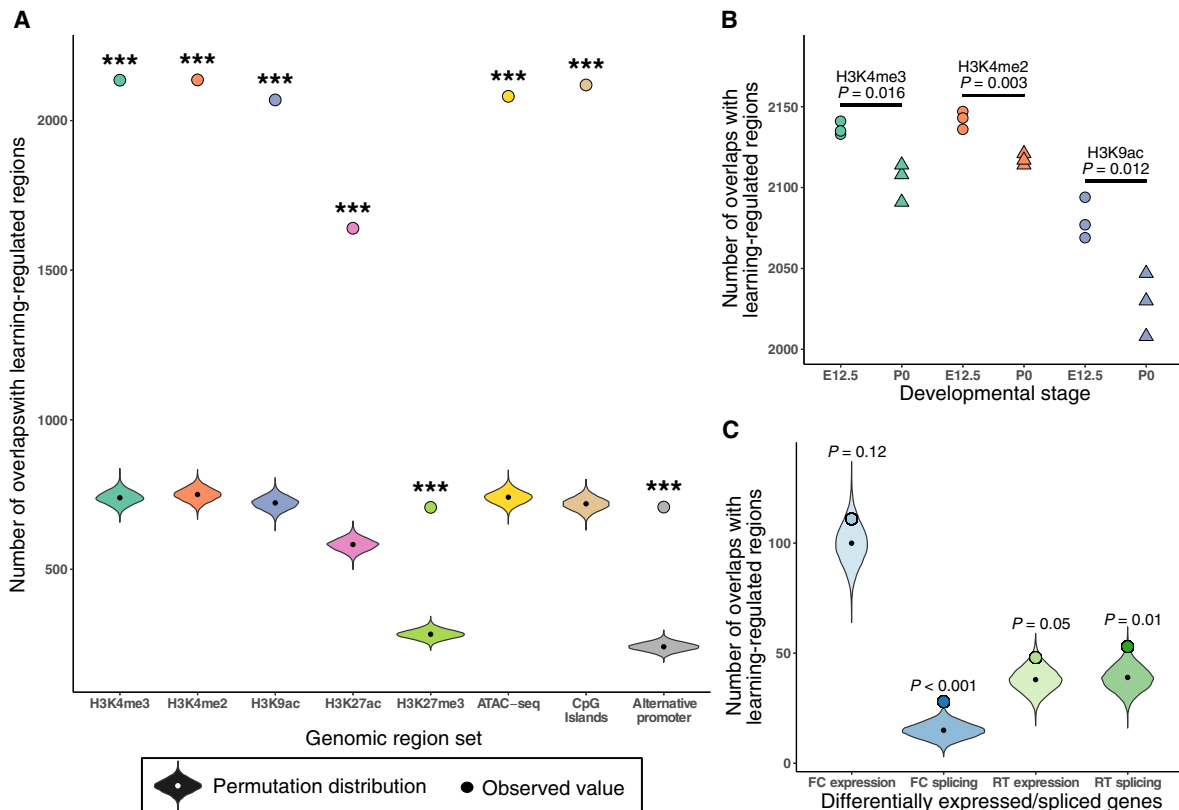 A
Number of overlapswith learning-regulated regions
2000
1500
1000
500
***
***
***
***
***
***
***
***
H3K4me3
H3K4me2
H3K9ac
H3K27ac
H3K27me3
ATAC−seq
CpG
Islands
Alternative
promoter
Genomic region set
Permutation distribution
Observed value
B
Number of overlaps with
learning-regulated regions
2150
2100
2050
2000
H3K4me3
P = 0.016
H3K4me2
P = 0.003
H3K9ac
P = 0.012
E12.5
P0
E12.5
P0
E12.5
P0
Developmental stage
C
Number of overlaps with
learning-regulated regions
100
50
0
P = 0.12
P < 0.001
P = 0.05
P = 0.01
FC expression
FC splicing
RT expression
RT splicing
Differentially expressed/spliced genes